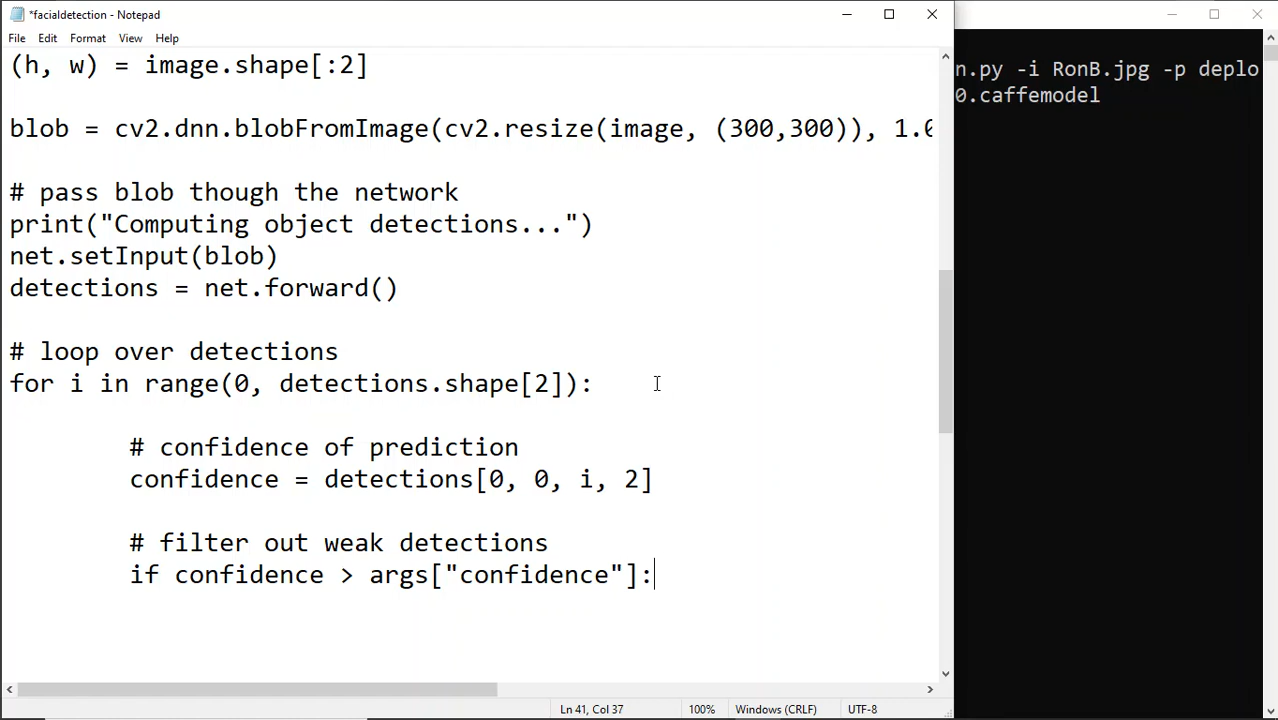 *facialdetection - Notepad
File Edit Format View Help
(h, w) = image.shape[:2]
blob = cv2.dnn.blobFromImage(cv2.resize(image, (300,300)), 1.0
# pass blob though the network
print("Computing object detections...")
net.setInput(blob)
detections = net.forward()
# loop over detections
for i in range(0, detections.shape[2]):
# confidence of prediction
confidence = detections[0, 0, i, 2]
# filter out weak detections
if confidence > args["confidence"]:
Ln 41, Col 37 100% Windows (CRLF) UTF-8
n.py -i RonB.jpg -p deplo
0.caffemodel